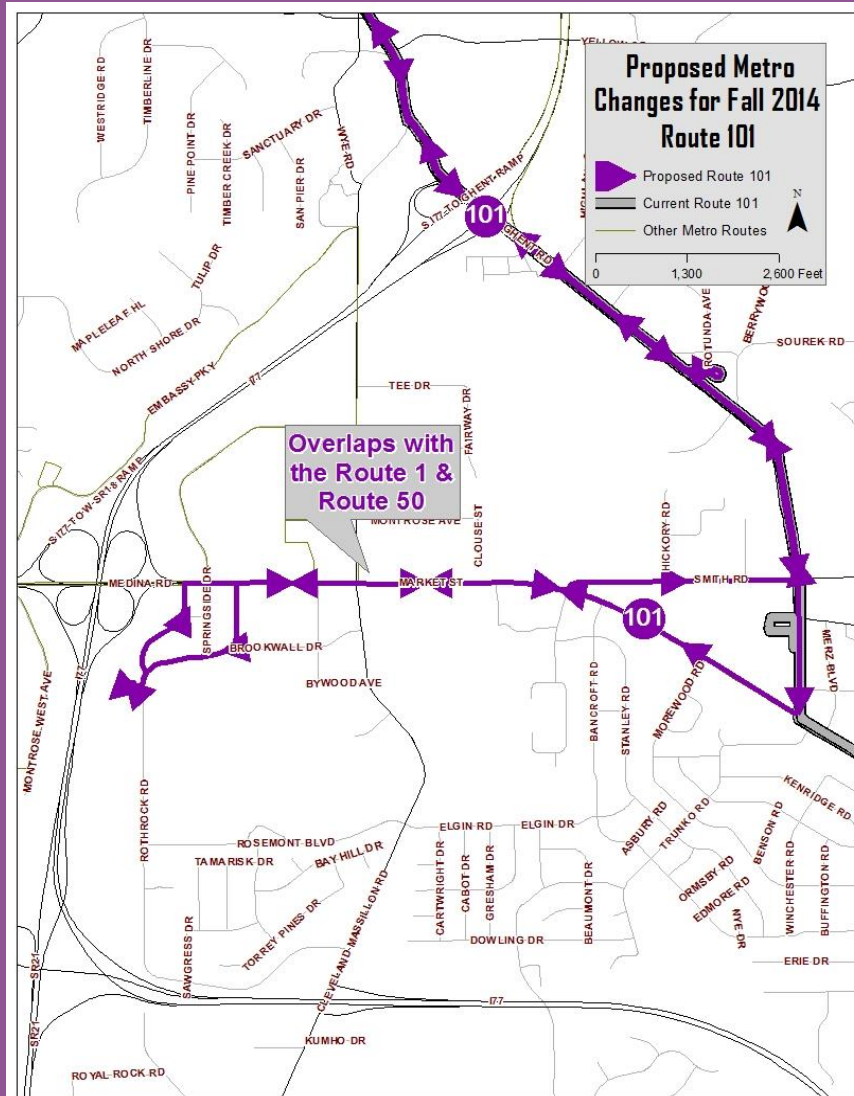 Proposed Metro
Changes for Fall 2014
Route 101
Proposed Route 101
Current Route 101
Other Metro Routes
N
0 1,300 2,600 Feet
WESTRIDGE RD
TIMBERLINE DR
PINE POINT DR
TIMBER CREEK DR
SANCTUARY DR
SAN PIER DR
WYE RD
S I77-TO GHENT-RAMP
101
GHENT RD
TULIP DR
MAPLELEAF HL
NORTH SHORE DR
EMBASSY PKY
I77
ROTUNDA AVE
SOUREK RD
TEE DR
FAIRWAY DR
Overlaps with
the Route 1 &
Route 50
MONTROSE AVE
CLOUSE ST
HICKORY RD
S I77-TO W-SR18 RAMP
MEDINA RD
SPRINGSIDE DR
MARKET ST
SMITH RD
101
BROOKWALL DR
BYWOOD AVE
MERZ BLVD
MONTROSE WEST AVE
I77
BANCROFT RD
STANLEY RD
MOREWOOD RD
ROTHROCK RD
ROSEMONT BLVD
TAMARISK DR
BAY HILL DR
TORREY PINES DR
SAWGRESS DR
CLEVELAND MASSILLON RD
ELGIN RD
ELGIN DR
CARTWRIGHT DR
CABOT DR
GRESHAM DR
BEAUMONT DR
DOWLING DR
ASBURY RD
TRUNKO RD
ORMSBY RD
EDMORE RD
NYE DR
BENSON RD
KENRIDGE RD
WINCHESTER RD
BUFFINGTON RD
ERIE DR
SR21
SR21
I77
KUMHO DR
ROYAL ROCK RD